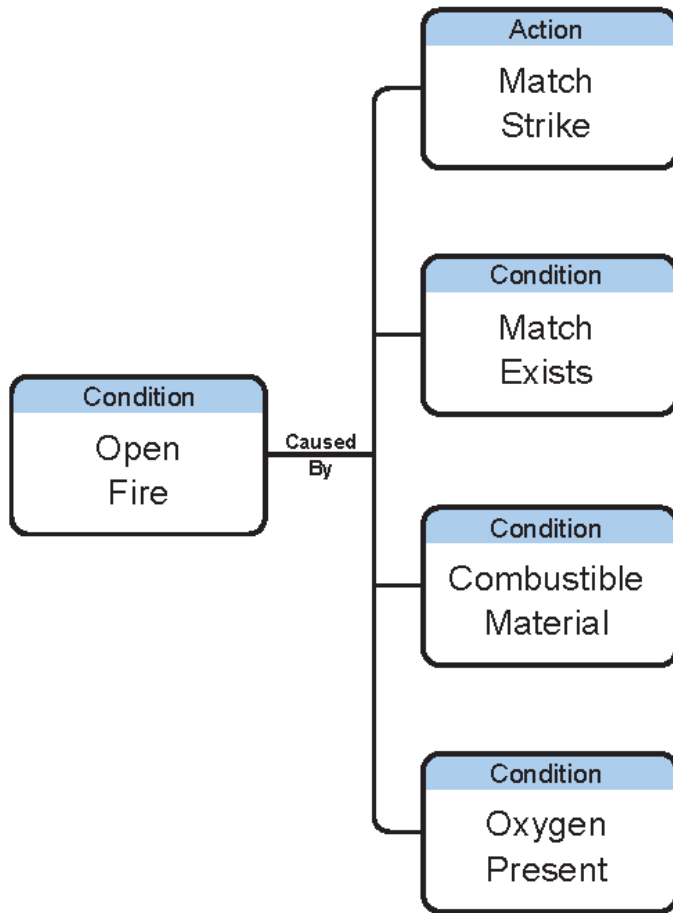 Condition
Open
Fire
Caused
By
Action
Match
Strike
Condition
Match
Exists
Condition
Combustible
Material
Condition
Oxygen
Present